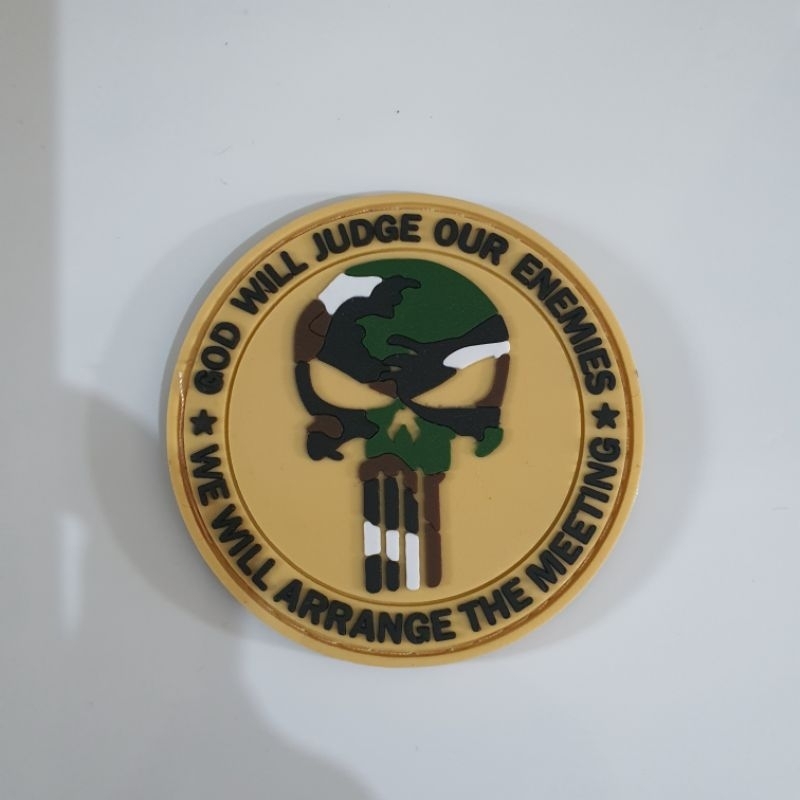 GOD WILL JUDGE OUR ENEMIES
WE WILL ARRANGE THE MEETING